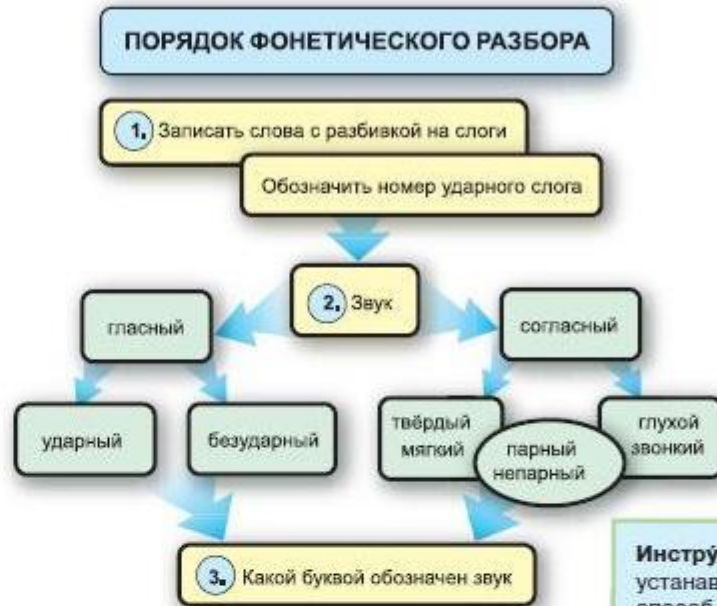 ПОРЯДОК ФОНЕТИЧЕСКОГО РАЗБОРА
1. Записать слова с разбивкой на слоги
Обозначить номер ударного слога
2. Звук
гласный
согласный
ударный
безударный
твёрдый
мягкий
парный
непарный
глухой
звонкий
3. Какой буквой обозначен звук
Инстру́
устанав